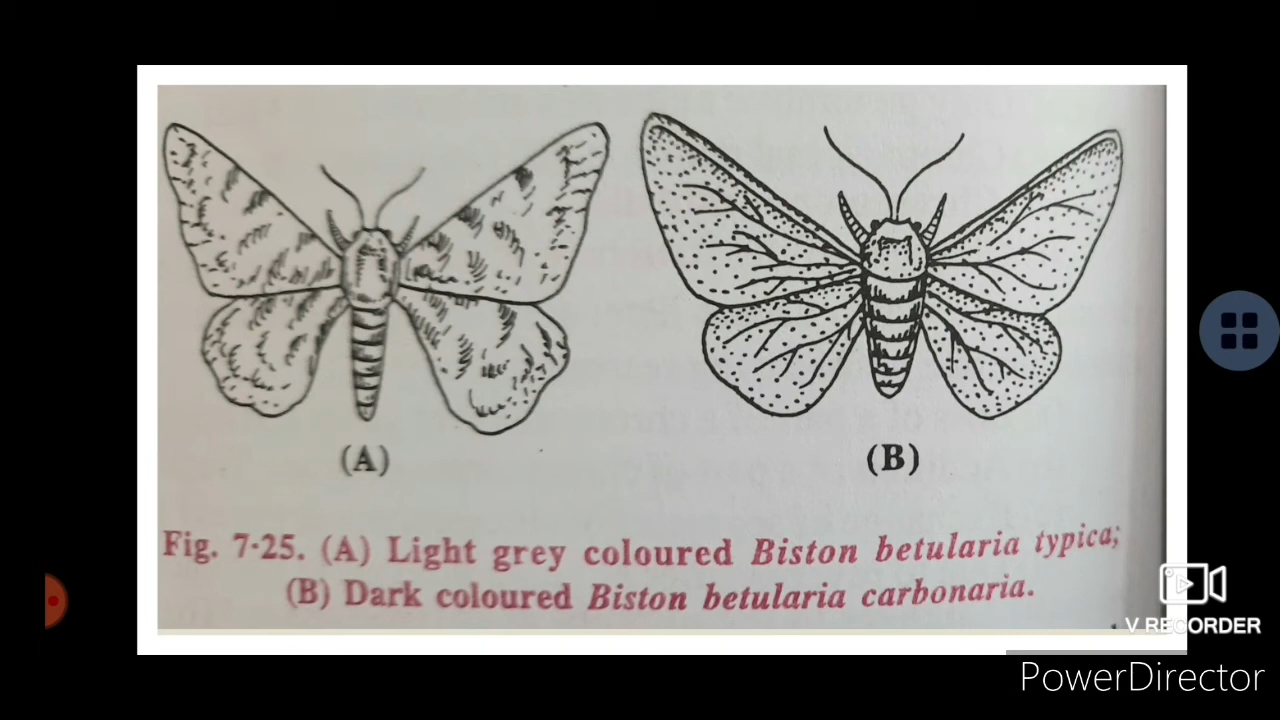 (A) (B)
Fig. 7·25. (A) Light grey coloured Biston betularia typica;
(B) Dark coloured Biston betularia carbonaria.
V RECORDER
PowerDirector